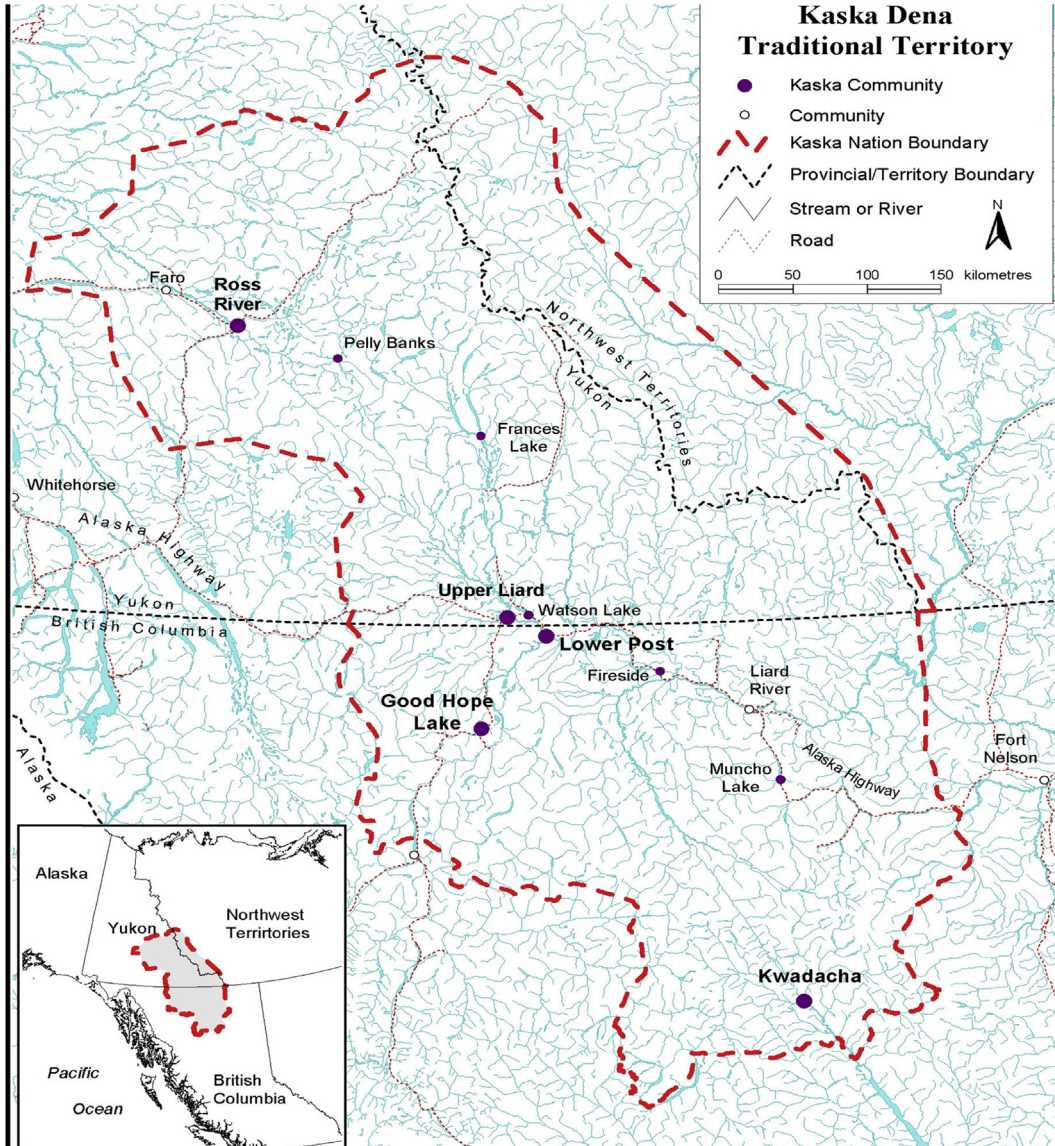 Kaska Dena
Traditional Territory
Kaska Community
Community
Kaska Nation Boundary
Provincial/Territory Boundary
Stream or River
N
Road
0 50 100 150 kilometres
Faro
Ross
River
Pelly Banks
Northwest Territories
Yukon
Frances
Lake
Whitehorse
Alaska Highway
Yukon
British Columbia
Upper Liard
Watson Lake
Lower Post
Fireside
Liard
River
Good Hope
Lake
Muncho
Lake
Alaska Highway
Fort
Nelson
Alaska
Kwadacha
Alaska
Yukon
Northwest
Terriritories
Pacific
Ocean
British
Columbia